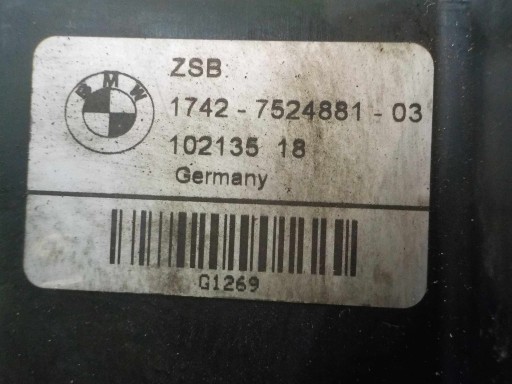 BMW
ZSB
1742 - 7524881 - 03
102135 18
Germany
G1269